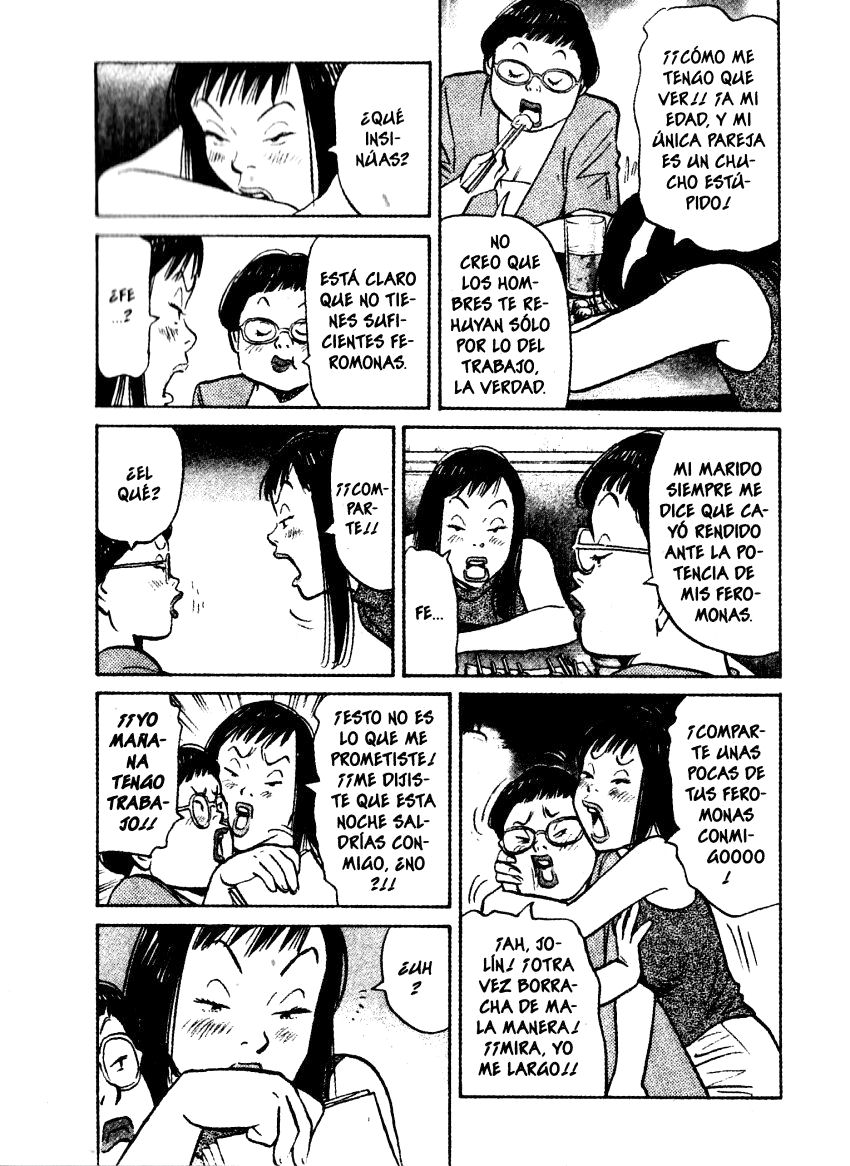 ¡¡CÓMO ME
TENGO QUE
VER!! ¡A MI
EDAD, Y MI
ÚNICA PAREJA
ES UN CHU-
CHO ESTÚ-
PIDO!
NO
CREO QUE
LOS HOM-
BRES TE RE-
HUYAN SÓLO
POR LO DEL
TRABAJO,
LA VERDAD.
¿QUÉ
INSI-
NÚAS?
ESTÁ CLARO
QUE NO TIE-
NES SUFI-
CIENTES FE-
ROMONAS.
¿FE
...?
MI MARIDO
SIEMPRE ME
DICE QUE CA-
YÓ RENDIDO
ANTE LA PO-
TENCIA DE
MIS FERO-
MONAS.
FE...
¡¡COM-
PAR-
TE!!
¿EL
QUÉ?
¡COMPAR-
TE UNAS
POCAS DE
TUS FERO-
MONAS
CONMI-
GOOOO
!
¡AH, JO-
LÍN! ¡OTRA
VEZ BORRA-
CHA DE MA-
LA MANERA!
¡¡MIRA, YO
ME LARGO!!
¡ESTO NO ES
LO QUE ME
PROMETISTE!
¡¡ME DIJIS-
TE QUE ESTA
NOCHE SAL-
DRÍAS CON-
MIGO, ¿NO
?!!
¡¡YO
MAÑA-
NA
TENGO
TRABA-
JO!!
¿UH
?